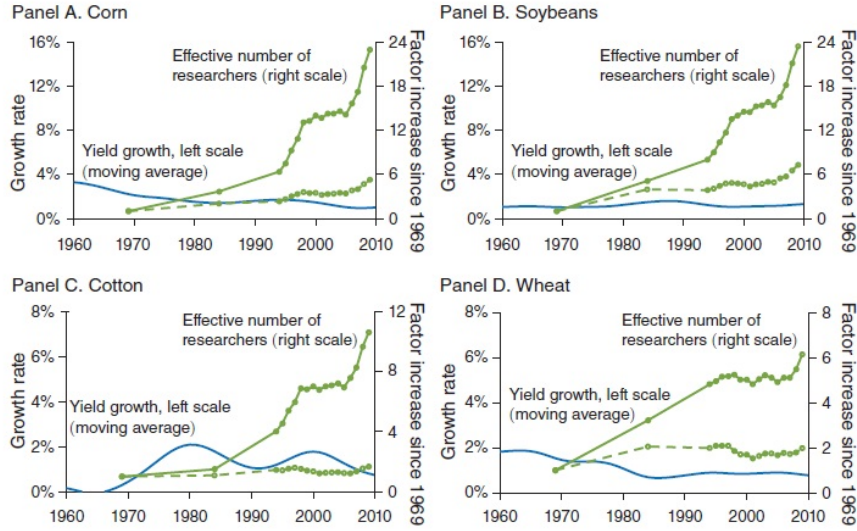 Panel A. Corn
16%
12%
8%
4%
0%
Growth rate
Effective number of
researchers (right scale)
Yield growth, left scale
(moving average)
24
18
12
6
0
Factor increase since 1969
1960 1970 1980 1990 2000 2010
Panel B. Soybeans
16%
12%
8%
4%
0%
Growth rate
Effective number of
researchers (right scale)
Yield growth, left scale
(moving average)
24
18
12
6
0
Factor increase since 1969
1960 1970 1980 1990 2000 2010
Panel C. Cotton
8%
6%
4%
2%
0%
Growth rate
Effective number of
researchers (right scale)
Yield growth, left scale
(moving average)
12
8
4
0
Factor increase since 1969
1960 1970 1980 1990 2000 2010
Panel D. Wheat
8%
6%
4%
2%
0%
Growth rate
Effective number of
researchers (right scale)
Yield growth, left scale
(moving average)
8
6
4
2
0
Factor increase since 1969
1960 1970 1980 1990 2000 2010